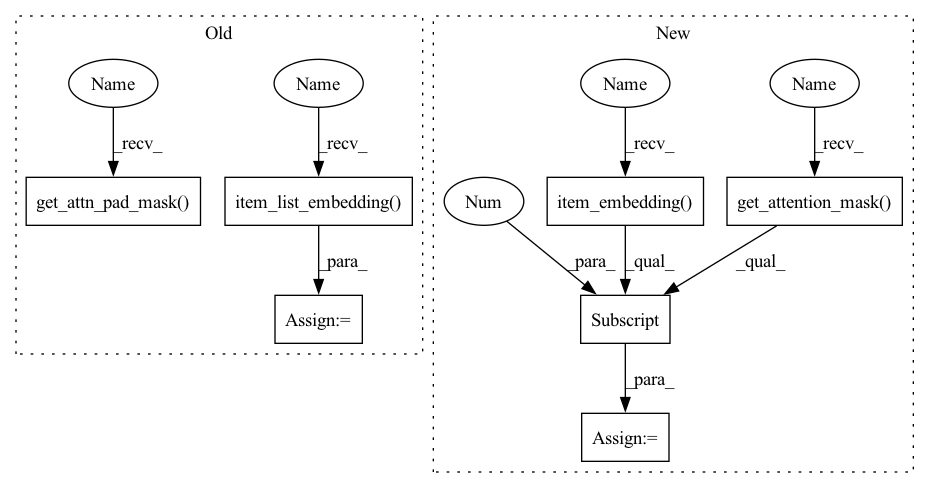 Old
New
Name
Name
Name
Name
_recv_
_recv_
_recv_
_recv_
get_attn_pad_mask()
item_list_embedding()
Num
item_embedding()
get_attention_mask()
_para_
_para_
_qual_
_qual_
Assign:=
Subscript
_para_
Assign:=